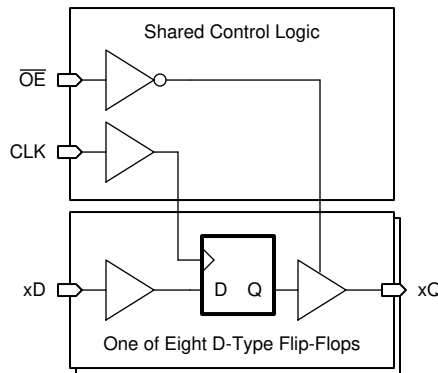 Shared Control Logic
OE
CLK
xD
D Q
xQ
One of Eight D-Type Flip-Flops